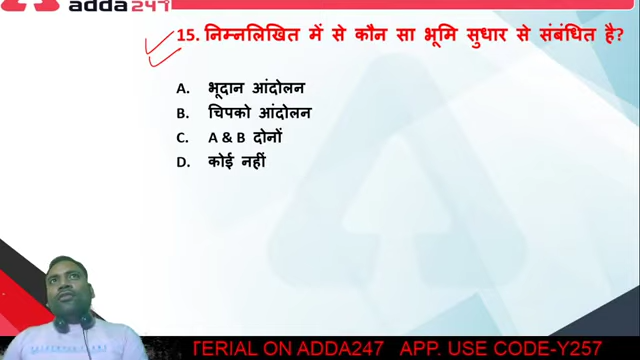 adda247
15. निम्नलिखित में से कौन सा भूमि सुधार से संबंधित है?
A. भूदान आंदोलन
B. चिपको आंदोलन
C. A & B दोनों
D. कोई नहीं
TERIAL ON ADDA247 APP. USE CODE-Y257